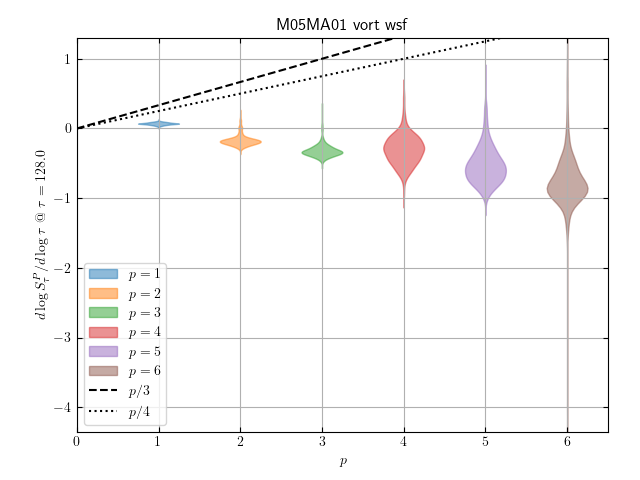 M05MA01 vort wsf
d log S_τ^P / d log τ @ τ = 128.0
1
0
−1
−2
−3
−4
p = 1
p = 2
p = 3
p = 4
p = 5
p = 6
p/3
p/4
0 1 2 3 4 5 6
p